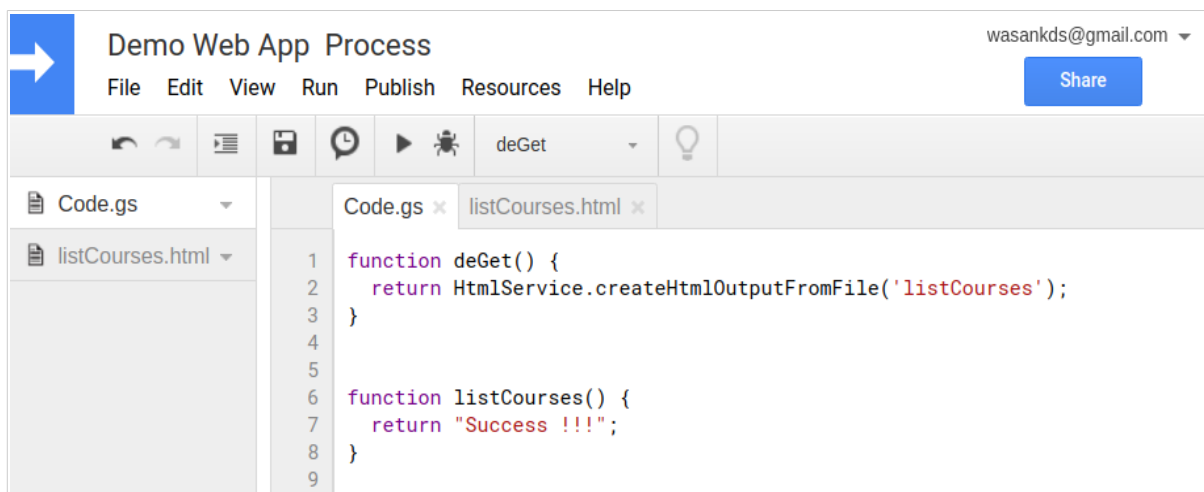 Demo Web App  Process
wasankds@gmail.com
File Edit View Run Publish Resources Help
Share
deGet
Code.gs
listCourses.html
Code.gs × listCourses.html ×
1 function deGet() {
2   return HtmlService.createHtmlOutputFromFile('listCourses');
3 }
4
5
6 function listCourses() {
7   return "Success !!!";
8 }
9